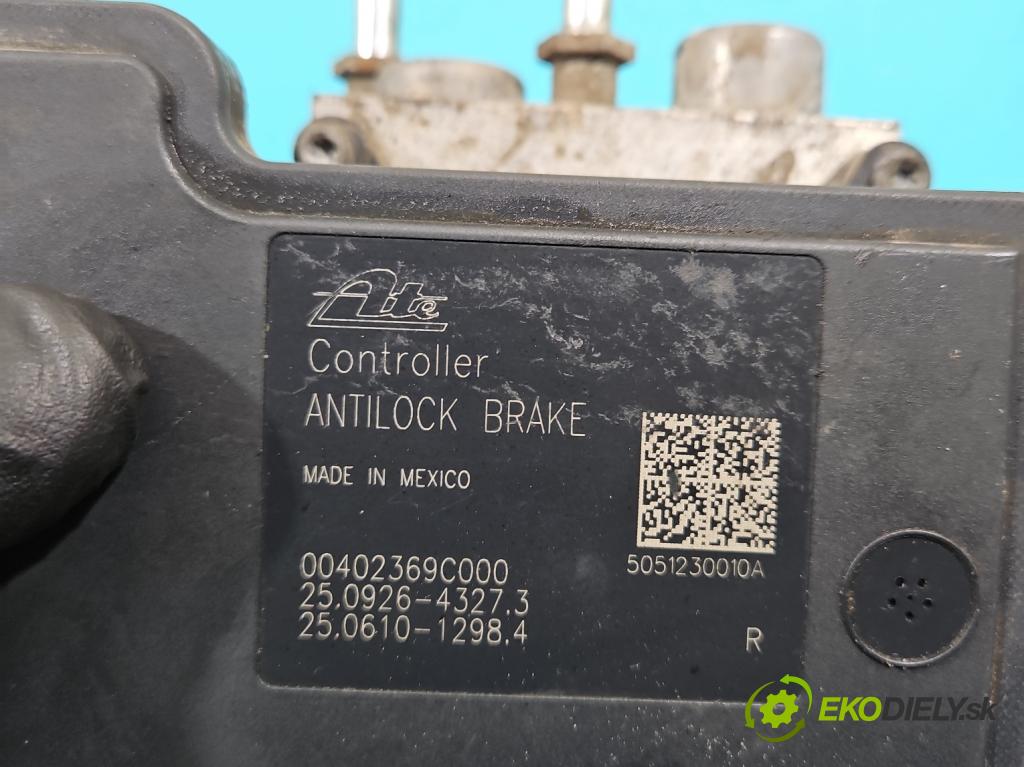 Ate
Controller
ANTILOCK BRAKE
MADE IN MEXICO
00402369C000
25.0926-4327.3
25.0610-1298.4
5051230010A
R
EKODIELY.sk